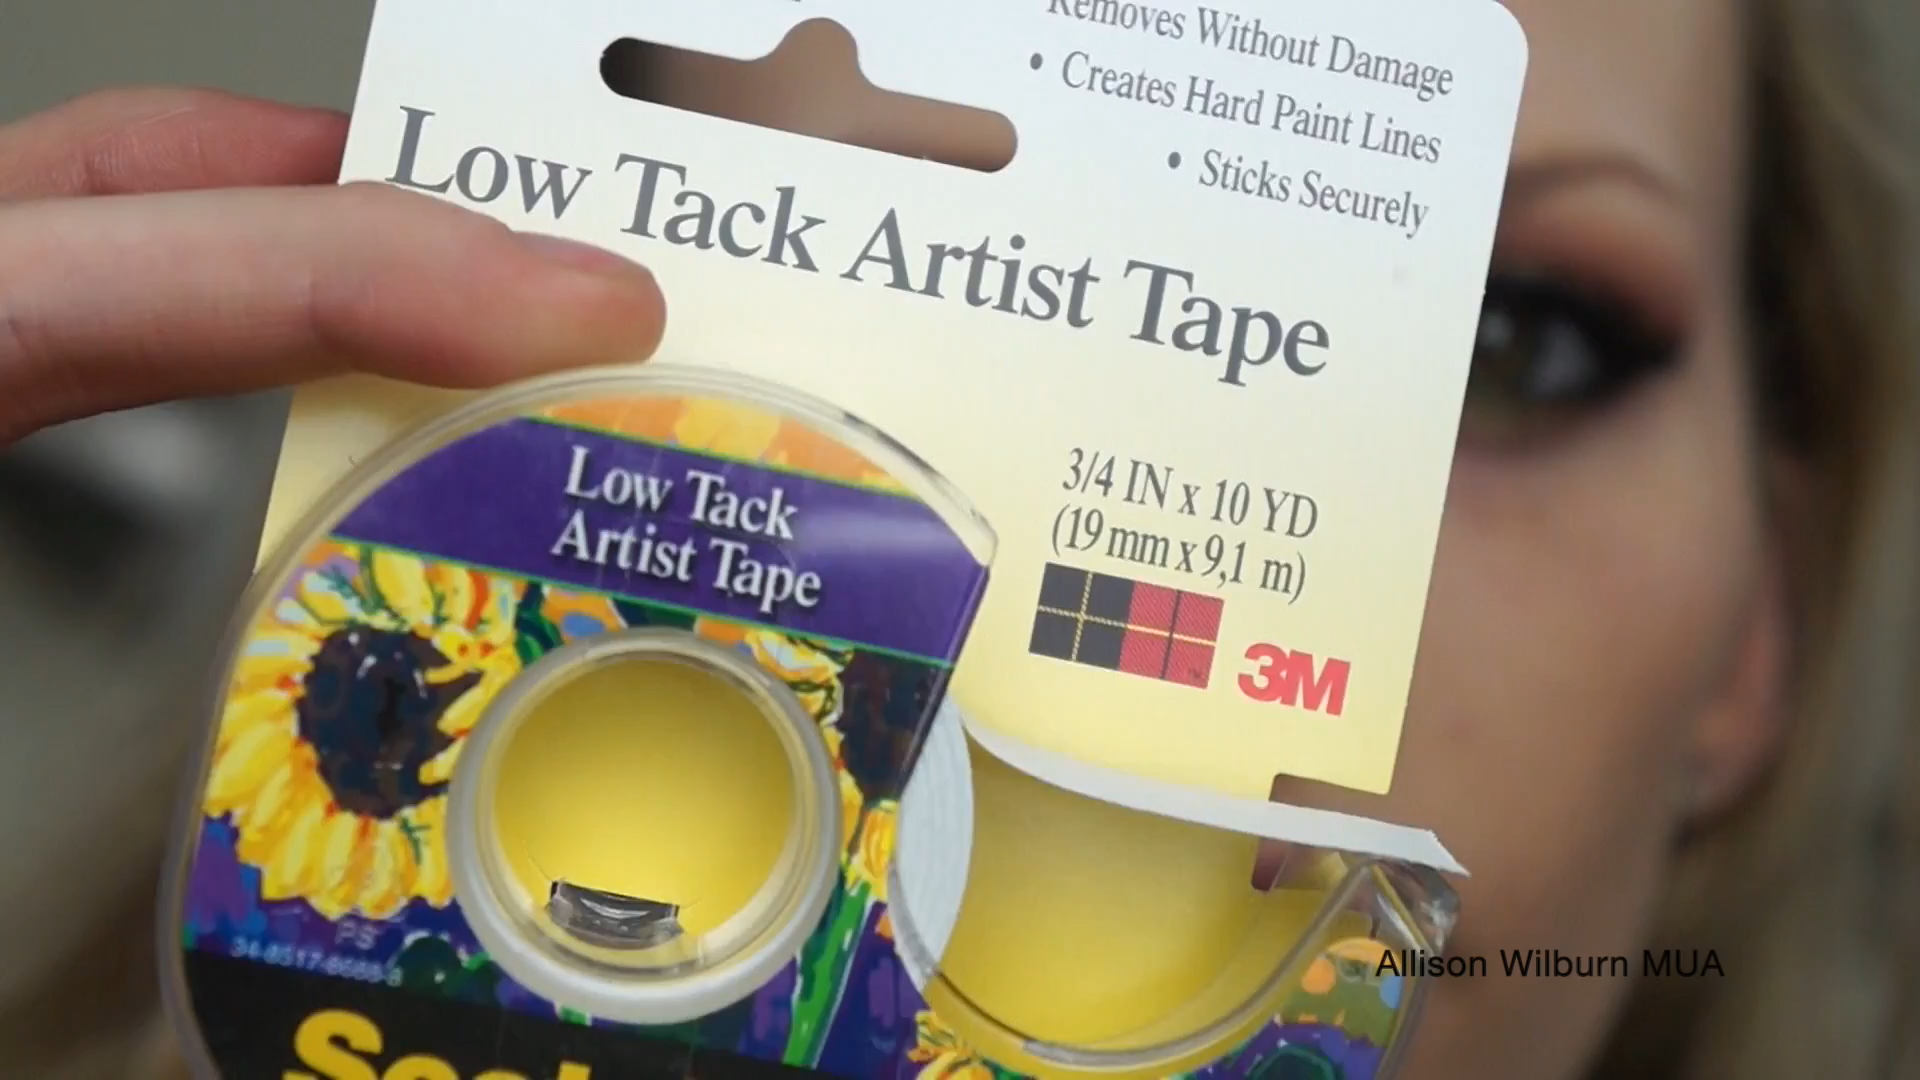 Removes Without Damage
• Creates Hard Paint Lines
• Sticks Securely
Low Tack Artist Tape
3/4 IN x 10 YD
(19 mm x 9,1 m)
3M
Low Tack
Artist Tape
PS
Allison Wilburn MUA